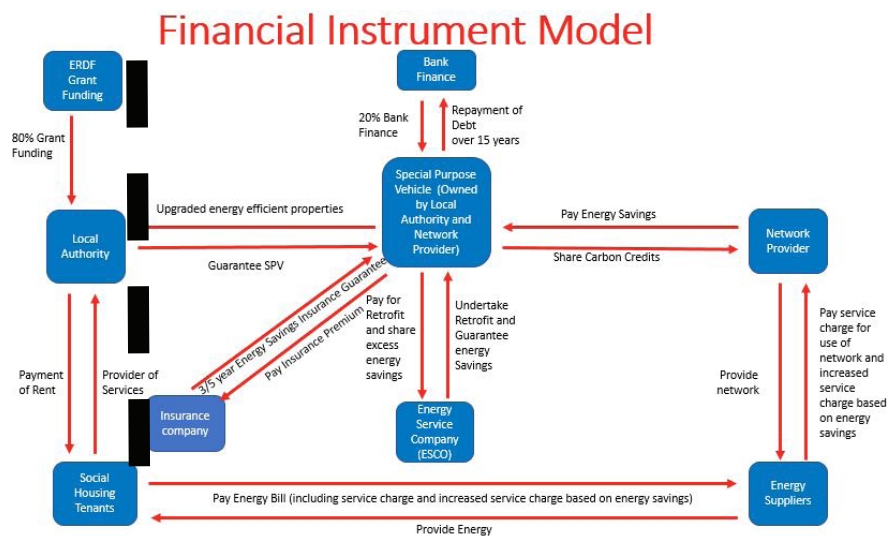 Financial Instrument Model
ERDF
Grant
Funding
Bank
Finance
80% Grant
Funding
20% Bank
Finance
Repayment of
Debt
over 15 years
Special Purpose
Vehicle (Owned
by Local
Authority and
Network
Provider)
Local
Authority
Upgraded energy efficient properties
Guarantee SPV
Pay Energy Savings
Share Carbon Credits
Network
Provider
3/5 year Energy Savings Insurance Guarantee
Pay Insurance Premium
Pay for
Retrofit
and share
excess
energy
savings
Undertake
Retrofit and
Guarantee
energy
Savings
Payment
of Rent
Provider of
Services
Provide
network
Pay service
charge for
use of
network and
increased
service
charge based
on energy
savings
Insurance
company
Energy
Service
Company
(ESCO)
Social
Housing
Tenants
Energy
Suppliers
Pay Energy Bill (including service charge and increased service charge based on energy savings)
Provide Energy